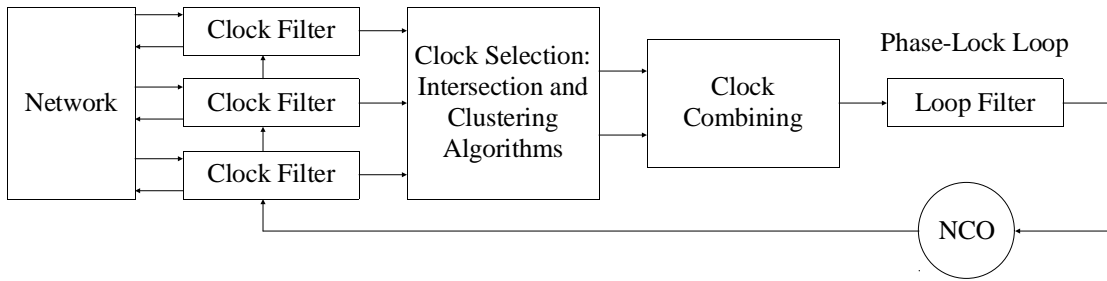 Network
Clock Filter
Clock Filter
Clock Filter
Clock Selection:
Intersection and
Clustering
Algorithms
Clock
Combining
Phase-Lock Loop
Loop Filter
NCO